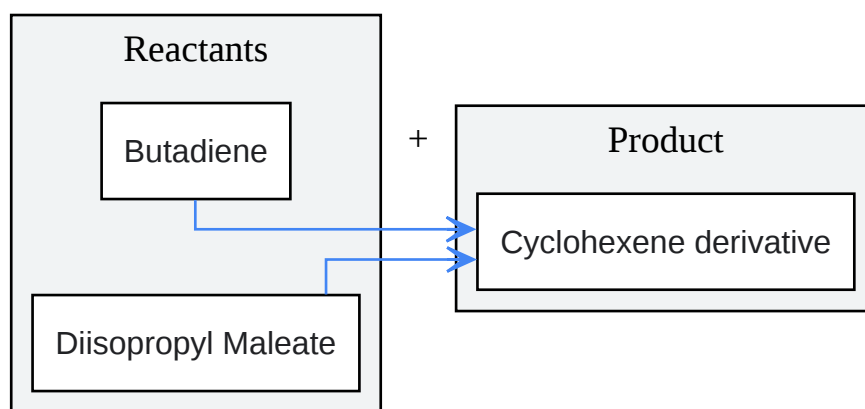 Reactants
Butadiene
Diisopropyl Maleate
+
Product
Cyclohexene derivative